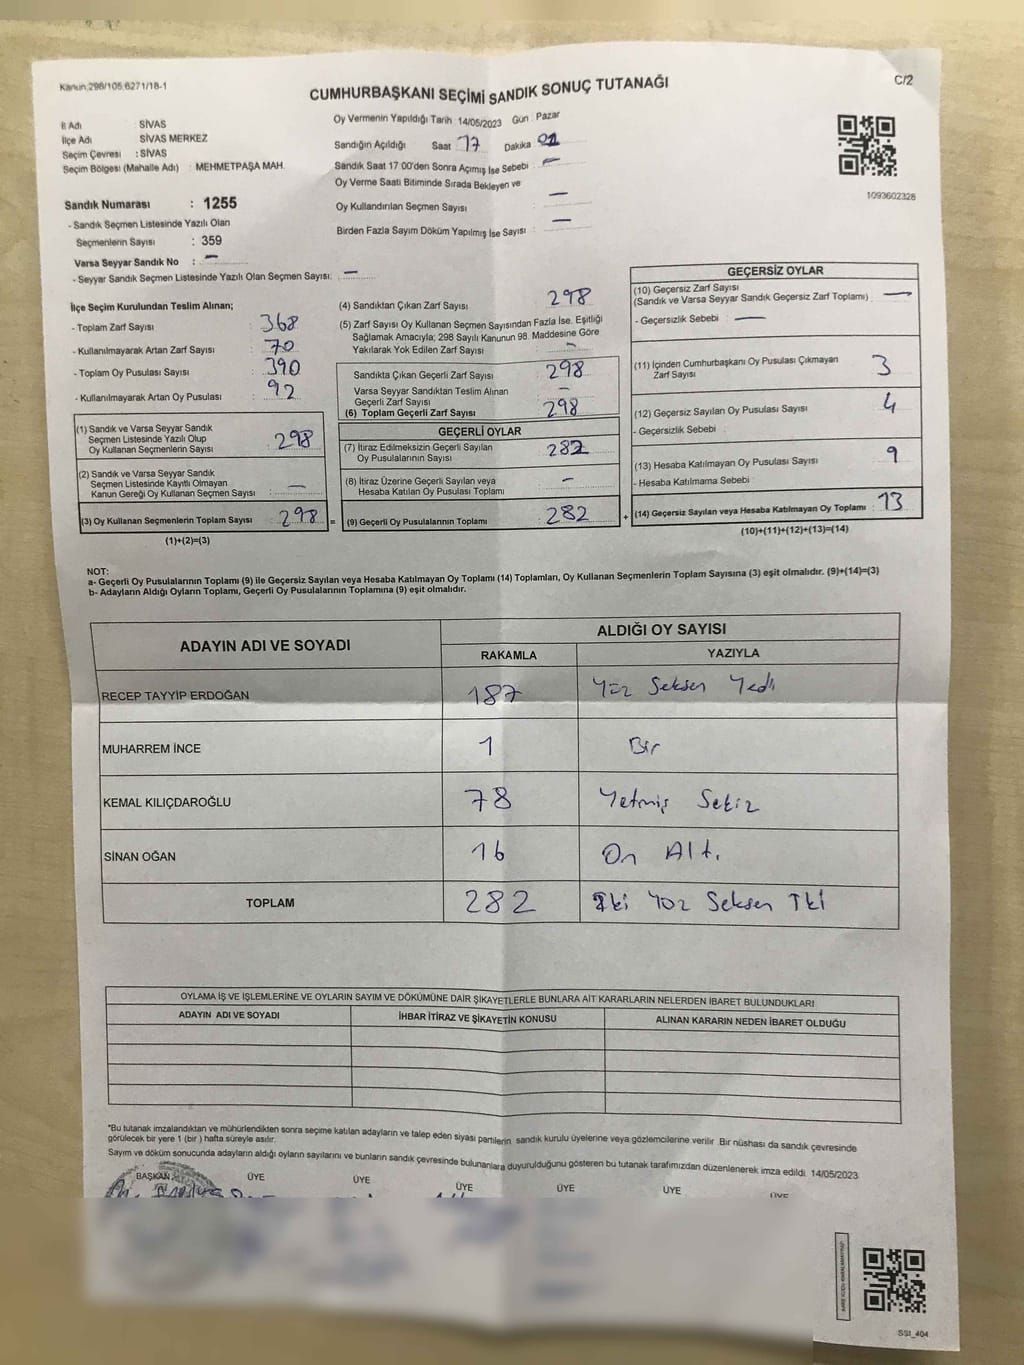 Kanun:298/105,6271/18-1
C/2
CUMHURBAŞKANI SEÇİMİ SANDIK SONUÇ TUTANAĞI
İl Adı : SİVAS
İlçe Adı : SİVAS MERKEZ
Seçim Çevresi : SİVAS
Seçim Bölgesi (Mahalle Adı) : MEHMETPAŞA MAH.
Sandık Numarası : 1255
- Sandık Seçmen Listesinde Yazılı Olan
Seçmenlerin Sayısı : 359
Varsa Seyyar Sandık No : —
- Seyyar Sandık Seçmen Listesinde Yazılı Olan Seçmen Sayısı: —
Oy Vermenin Yapıldığı Tarih : 14/05/2023 Gün : Pazar
Sandığın Açıldığı Saat 17 Dakika
Sandık Saat 17:00'den Sonra Açımış İse Sebebi : —
Oy Verme Saati Bitiminde Sırada Bekleyen ve
Oy Kullandırılan Seçmen Sayısı : —
Birden Fazla Sayım Döküm Yapılmış İse Sayısı : —
1093602328
İlçe Seçim Kurulundan Teslim Alınan;
- Toplam Zarf Sayısı : 368
- Kullanılmayarak Artan Zarf Sayısı : 70
- Toplam Oy Pusulası Sayısı : 390
- Kullanılmayarak Artan Oy Pusulası : 92
(1) Sandık ve Varsa Seyyar Sandık
Seçmen Listesinde Yazılı Olup
Oy Kullanan Seçmenlerin Sayısı : 298
(2) Sandık ve Varsa Seyyar Sandık
Seçmen Listesinde Kayıtlı Olmayan
Kanun Gereği Oy Kullanan Seçmen Sayısı : —
(3) Oy Kullanan Seçmenlerin Toplam Sayısı : 298
(1)+(2)=(3)
(4) Sandıktan Çıkan Zarf Sayısı : 298
(5) Zarf Sayısı Oy Kullanan Seçmen Sayısından Fazla İse, Eşitliği
Sağlamak Amacıyla; 298 Sayılı Kanunun 98. Maddesine Göre
Yakılarak Yok Edilen Zarf Sayısı : —
Sandıkta Çıkan Geçerli Zarf Sayısı : 298
Varsa Seyyar Sandıktan Teslim Alınan
Geçerli Zarf Sayısı : —
(6) Toplam Geçerli Zarf Sayısı : 298
GEÇERLİ OYLAR
(7) İtiraz Edilmeksizin Geçerli Sayılan
Oy Pusulalarının Sayısı : 282
(8) İtiraz Üzerine Geçerli Sayılan veya
Hesaba Katılan Oy Pusulası Toplamı : —
= (9) Geçerli Oy Pusulalarının Toplamı : 282
GEÇERSİZ OYLAR
(10) Geçersiz Zarf Sayısı
(Sandık ve Varsa Seyyar Sandık Geçersiz Zarf Toplamı) : —
- Geçersizlik Sebebi : —
(11) İçinden Cumhurbaşkanı Oy Pusulası Çıkmayan
Zarf Sayısı : 3
(12) Geçersiz Sayılan Oy Pusulası Sayısı : 4
- Geçersizlik Sebebi :
(13) Hesaba Katılmayan Oy Pusulası Sayısı : 9
- Hesaba Katılmama Sebebi :
+ (14) Geçersiz Sayılan veya Hesaba Katılmayan Oy Toplamı : 13
(10)+(11)+(12)+(13)=(14)
NOT:
a- Geçerli Oy Pusulalarının Toplamı (9) ile Geçersiz Sayılan veya Hesaba Katılmayan Oy Toplamı (14) Toplamları, Oy Kullanan Seçmenlerin Toplam Sayısına (3) eşit olmalıdır. (9)+(14)=(3)
b- Adayların Aldığı Oyların Toplamı, Geçerli Oy Pusulalarının Toplamına (9) eşit olmalıdır.
ADAYIN ADI VE SOYADI ALDIĞI OY SAYISI
RAKAMLA YAZIYLA
RECEP TAYYİP ERDOĞAN 187 Yüz Seksen Yedi
MUHARREM İNCE 1 Bir
KEMAL KILIÇDAROĞLU 78 Yetmiş Sekiz
SİNAN OĞAN 16 On Altı
TOPLAM 282 İki Yüz Seksen İki
OYLAMA İŞ VE İŞLEMLERİNE VE OYLARIN SAYIM VE DÖKÜMÜNE DAİR ŞİKAYETLERLE BUNLARA AİT KARARLARIN NELERDEN İBARET BULUNDUKLARI
ADAYIN ADI VE SOYADI İHBAR İTİRAZ VE ŞİKAYETİN KONUSU ALINAN KARARIN NEDEN İBARET OLDUĞU
"Bu tutanak imzalandıktan ve mühürlendikten sonra seçime katılan adayların ve talep eden siyasi partilerin sandık kurulu üyelerine veya gözlemcilerine verilir. Bir nüshası da sandık çevresinde
görülecek bir yere 1 (bir) hafta süreyle asılır.
Sayım ve döküm sonucunda adayların aldığı oyların sayılarını ve bunların sandık çevresinde bulunanlara duyurulduğunu gösteren bu tutanak tarafımızdan düzenlenerek imza edildi. 14/05/2023
BAŞKAN ÜYE ÜYE ÜYE ÜYE ÜYE ÜYE
SSI_404